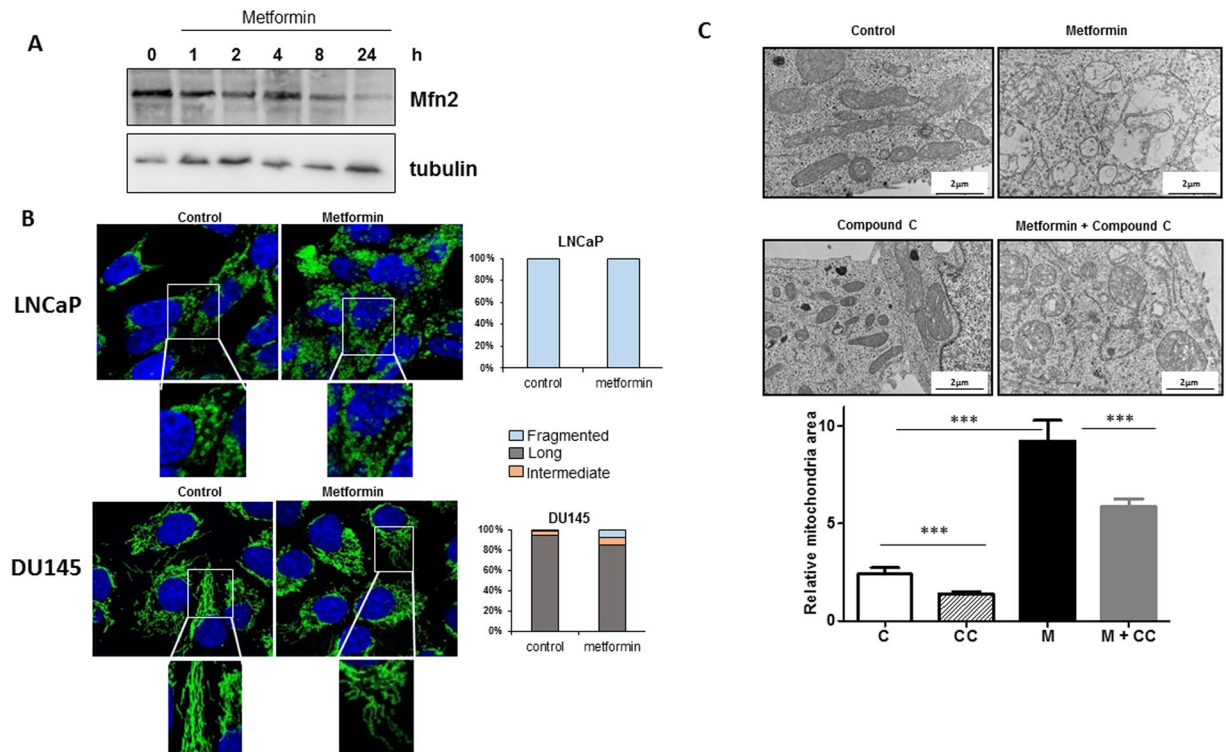 A
Metformin
0 1 2 4 8 24 h
Mfn2
tubulin
B
Control Metformin
LNCaP
LNCaP
100%
80%
60%
40%
20%
0%
control metformin
Fragmented
Long
Intermediate
Control Metformin
DU145
DU145
100%
80%
60%
40%
20%
0%
control metformin
C
Control Metformin
2µm 2µm
Compound C Metformin + Compound C
2µm 2µm
Relative mitochondria area
10
5
0
*** *** ***
C CC M M + CC